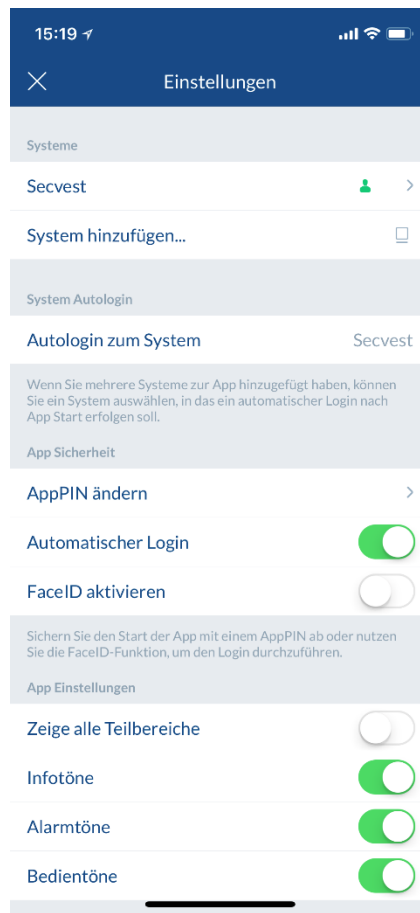 15:19
Einstellungen
Systeme
Secvest
System hinzufügen...
System Autologin
Autologin zum System Secvest
Wenn Sie mehrere Systeme zur App hinzugefügt haben, können
Sie ein System auswählen, in das ein automatischer Login nach
App Start erfolgen soll.
App Sicherheit
AppPIN ändern
Automatischer Login
FaceID aktivieren
Sichern Sie den Start der App mit einem AppPIN ab oder nutzen
Sie die FaceID-Funktion, um den Login durchzuführen.
App Einstellungen
Zeige alle Teilbereiche
Infotöne
Alarmtöne
Bedientöne